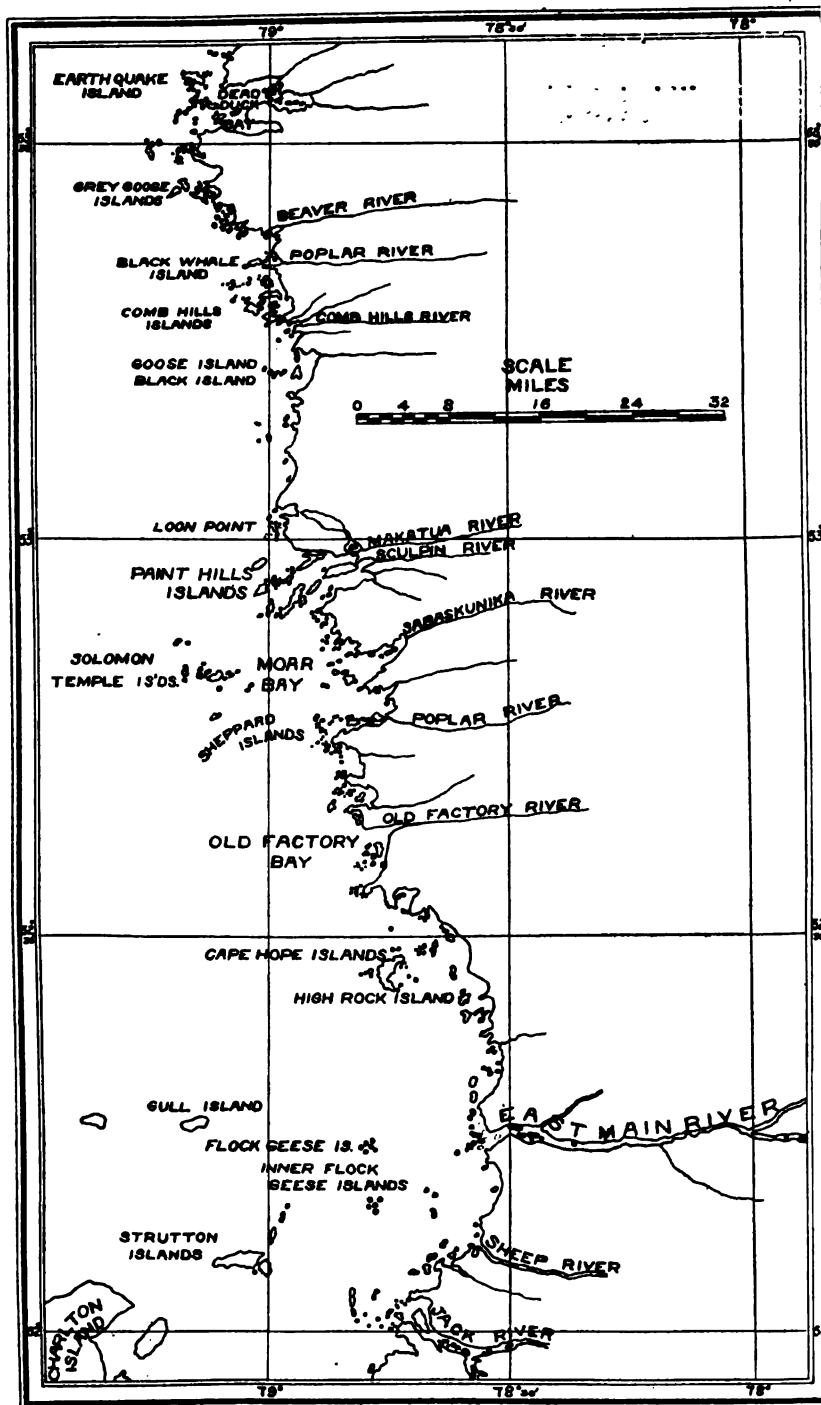 79°
78°30'
78°
EARTHQUAKE
ISLAND
DEAD
DUCK
BAY
GREY GOOSE
ISLANDS
BEAVER RIVER
BLACK WHALE
ISLAND
POPLAR RIVER
COMB HILLS
ISLANDS
COMB HILLS RIVER
GOOSE ISLAND
BLACK ISLAND
SCALE
MILES
0 4 8 16 24 32
LOON POINT
MAKATUA RIVER
SCULPIN RIVER
PAINT HILLS
ISLANDS
SABASKUNIKA RIVER
SOLOMON
TEMPLE IS'DS.
MOAR
BAY
SHEPPARD
ISLANDS
POPLAR RIVER
OLD FACTORY RIVER
OLD FACTORY
BAY
CAPE HOPE ISLANDS
HIGH ROCK ISLAND
GULL ISLAND
EAST MAIN RIVER
FLOCK GEESE IS.
INNER FLOCK
GEESE ISLANDS
STRUTTON
ISLANDS
SHEEP RIVER
CHARLTON
ISLAND
JACK RIVER
79°
78°30'
78°